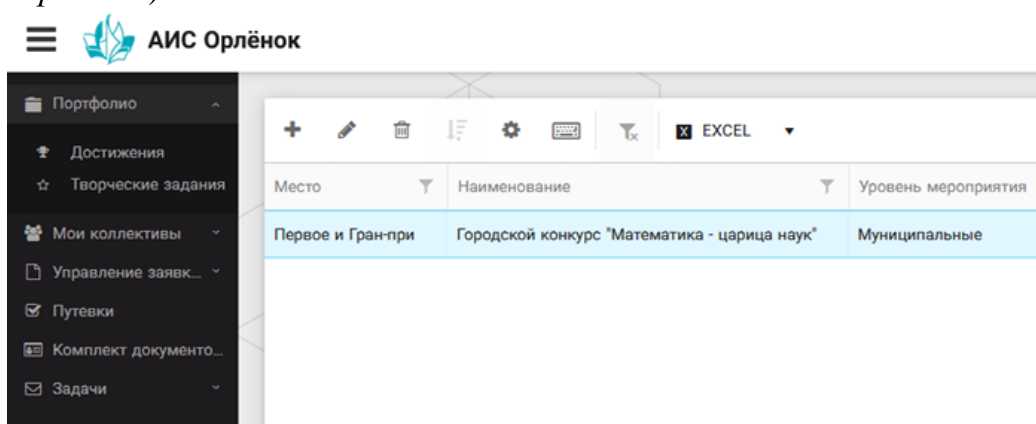 АИС Орлёнок
Портфолио
Достижения
Творческие задания
Мои коллективы
Управление заявк...
Путёвки
Комплект документо...
Задачи
EXCEL
Место Наименование Уровень мероприятия
Первое и Гран-при Городской конкурс "Математика - царица наук" Муниципальные